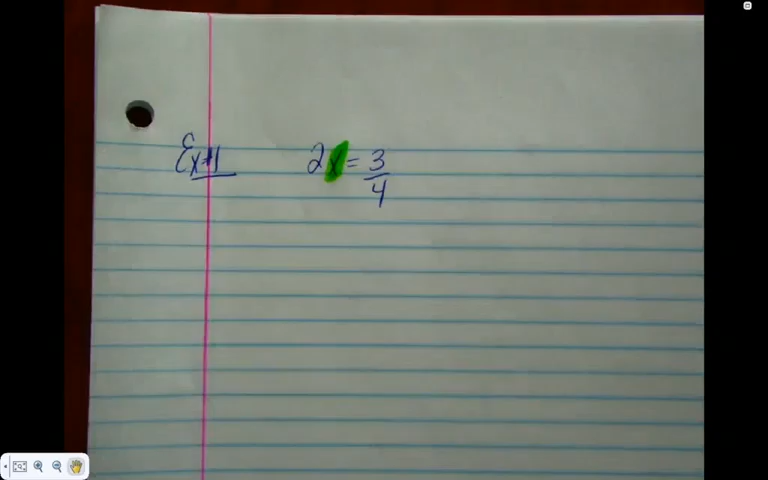 Ex#1 2x = 3/4